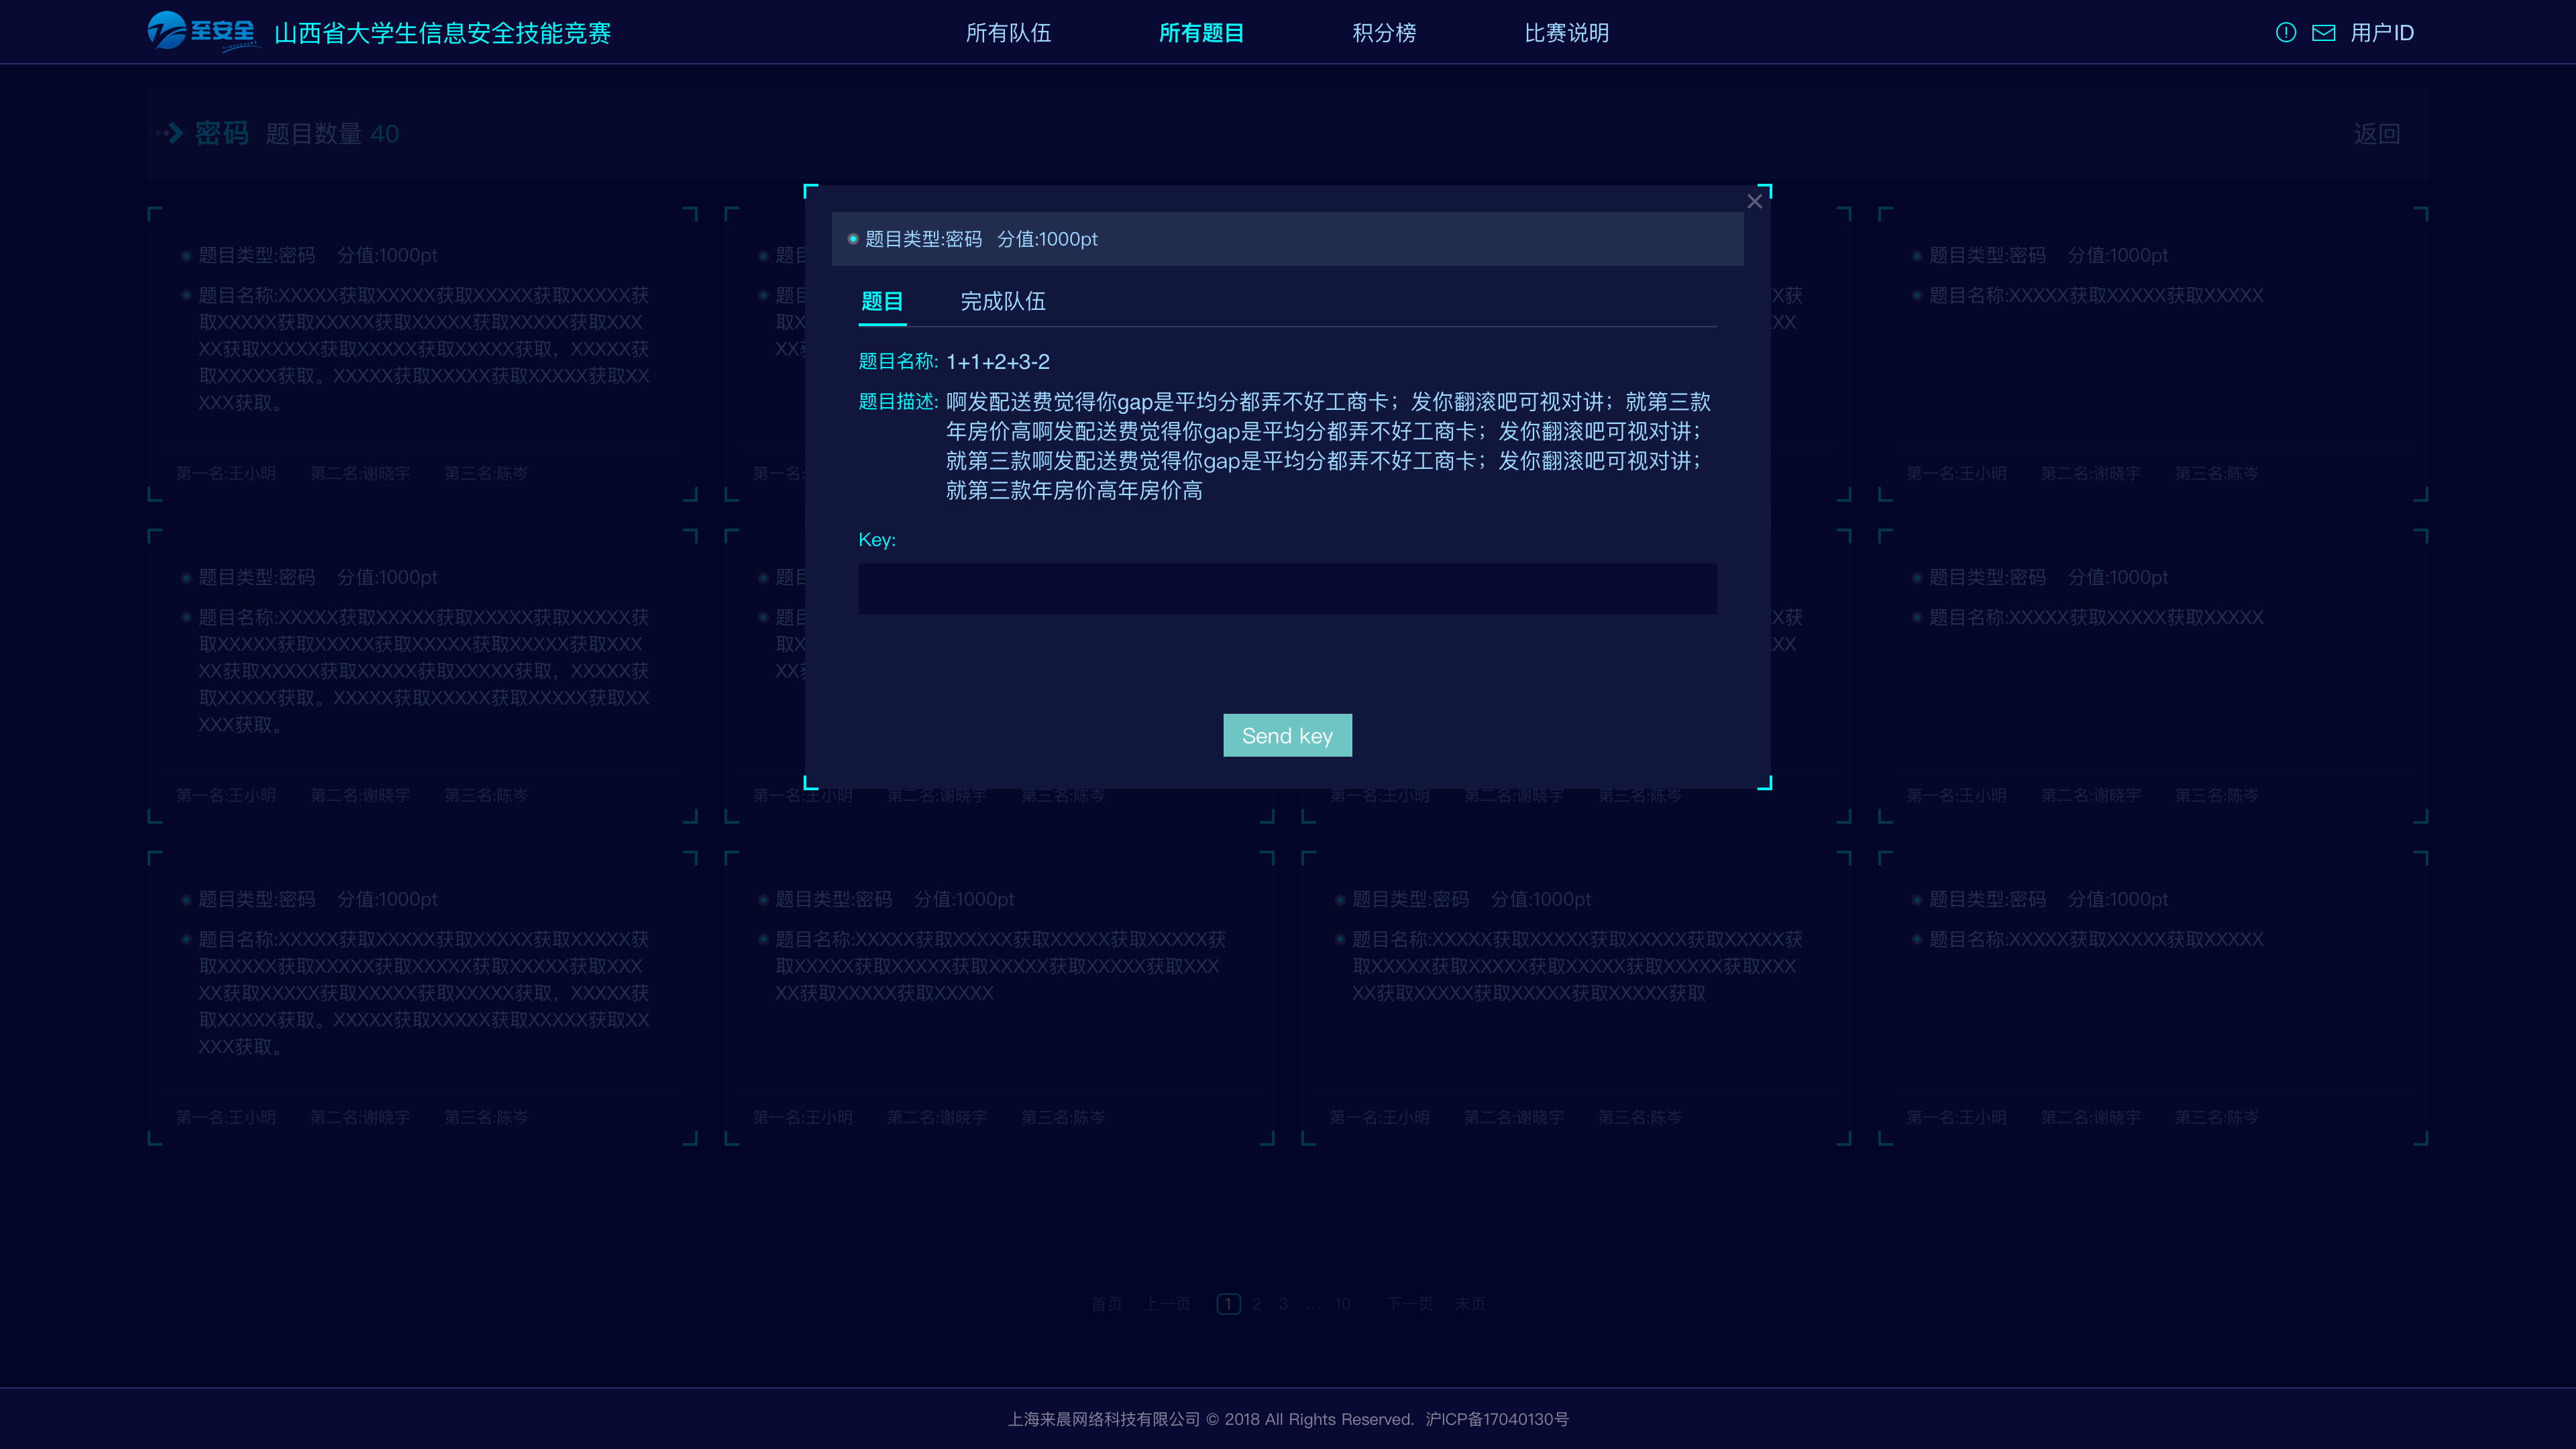 至安全 山西省大学生信息安全技能竞赛 所有队伍 所有题目 积分榜 比赛说明 用户ID
密码 题目数量 40 返回
题目类型:密码 分值:1000pt
题目 完成队伍
题目名称: 1+1+2+3-2
题目描述: 啊发配送费觉得你gap是平均分都弄不好工商卡；发你翻滚吧可视对讲；就第三款
年房价高啊发配送费觉得你gap是平均分都弄不好工商卡；发你翻滚吧可视对讲；
就第三款啊发配送费觉得你gap是平均分都弄不好工商卡；发你翻滚吧可视对讲；
就第三款年房价高年房价高
Key:
Send key
题目类型:密码 分值:1000pt
题目名称:XXXXX获取XXXXX获取XXXXX获取XXXXX获
取XXXXX获取XXXXX获取XXXXX获取XXXXX获取XXX
XX获取XXXXX获取XXXXX获取XXXXX获取，XXXXX获
取XXXXX获取。XXXXX获取XXXXX获取XXXXX获取XX
XXX获取。
第一名:王小明 第二名:谢晓宇 第三名:陈岑
题目类型:密码 分值:1000pt
题目名称:XXXXX获取XXXXX获取XXXXX
第一名:王小明 第二名:谢晓宇 第三名:陈岑
题目类型:密码 分值:1000pt
题目名称:XXXXX获取XXXXX获取XXXXX获取XXXXX获
取XXXXX获取XXXXX获取XXXXX获取XXXXX获取XXX
XX获取XXXXX获取XXXXX获取XXXXX获取，XXXXX获
取XXXXX获取。XXXXX获取XXXXX获取XXXXX获取XX
XXX获取。
第一名:王小明 第二名:谢晓宇 第三名:陈岑
第一名:王小明 第二名:谢晓宇 第三名:陈岑
第一名:王小明 第二名:谢晓宇 第三名:陈岑
题目类型:密码 分值:1000pt
题目名称:XXXXX获取XXXXX获取XXXXX
第一名:王小明 第二名:谢晓宇 第三名:陈岑
题目类型:密码 分值:1000pt
题目名称:XXXXX获取XXXXX获取XXXXX获取XXXXX获
取XXXXX获取XXXXX获取XXXXX获取XXXXX获取XXX
XX获取XXXXX获取XXXXX获取XXXXX获取，XXXXX获
取XXXXX获取。XXXXX获取XXXXX获取XXXXX获取XX
XXX获取。
第一名:王小明 第二名:谢晓宇 第三名:陈岑
题目类型:密码 分值:1000pt
题目名称:XXXXX获取XXXXX获取XXXXX获取XXXXX获
取XXXXX获取XXXXX获取XXXXX获取XXXXX获取XXX
XX获取XXXXX获取XXXXX
第一名:王小明 第二名:谢晓宇 第三名:陈岑
题目类型:密码 分值:1000pt
题目名称:XXXXX获取XXXXX获取XXXXX获取XXXXX获
取XXXXX获取XXXXX获取XXXXX获取XXXXX获取XXX
XX获取XXXXX获取XXXXX获取XXXXX获取
第一名:王小明 第二名:谢晓宇 第三名:陈岑
题目类型:密码 分值:1000pt
题目名称:XXXXX获取XXXXX获取XXXXX
第一名:王小明 第二名:谢晓宇 第三名:陈岑
首页 上一页 1 2 3 ... 10 下一页 末页
上海来晨网络科技有限公司 © 2018 All Rights Reserved. 沪ICP备17040130号